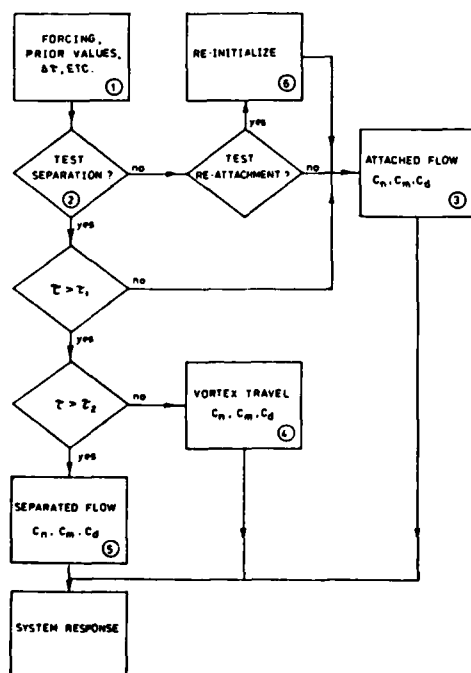 FORCING,
PRIOR VALUES,
Δτ, ETC.
1
RE-INITIALIZE
6
yes
TEST
SEPARATION ?
2
no
TEST
RE-ATTACHMENT ?
no
ATTACHED FLOW
Cn, Cm, Cd
3
yes
τ > τ1
no
yes
τ > τ2
no
VORTEX TRAVEL
Cn, Cm, Cd
4
yes
SEPARATED FLOW
Cn, Cm, Cd
5
SYSTEM RESPONSE